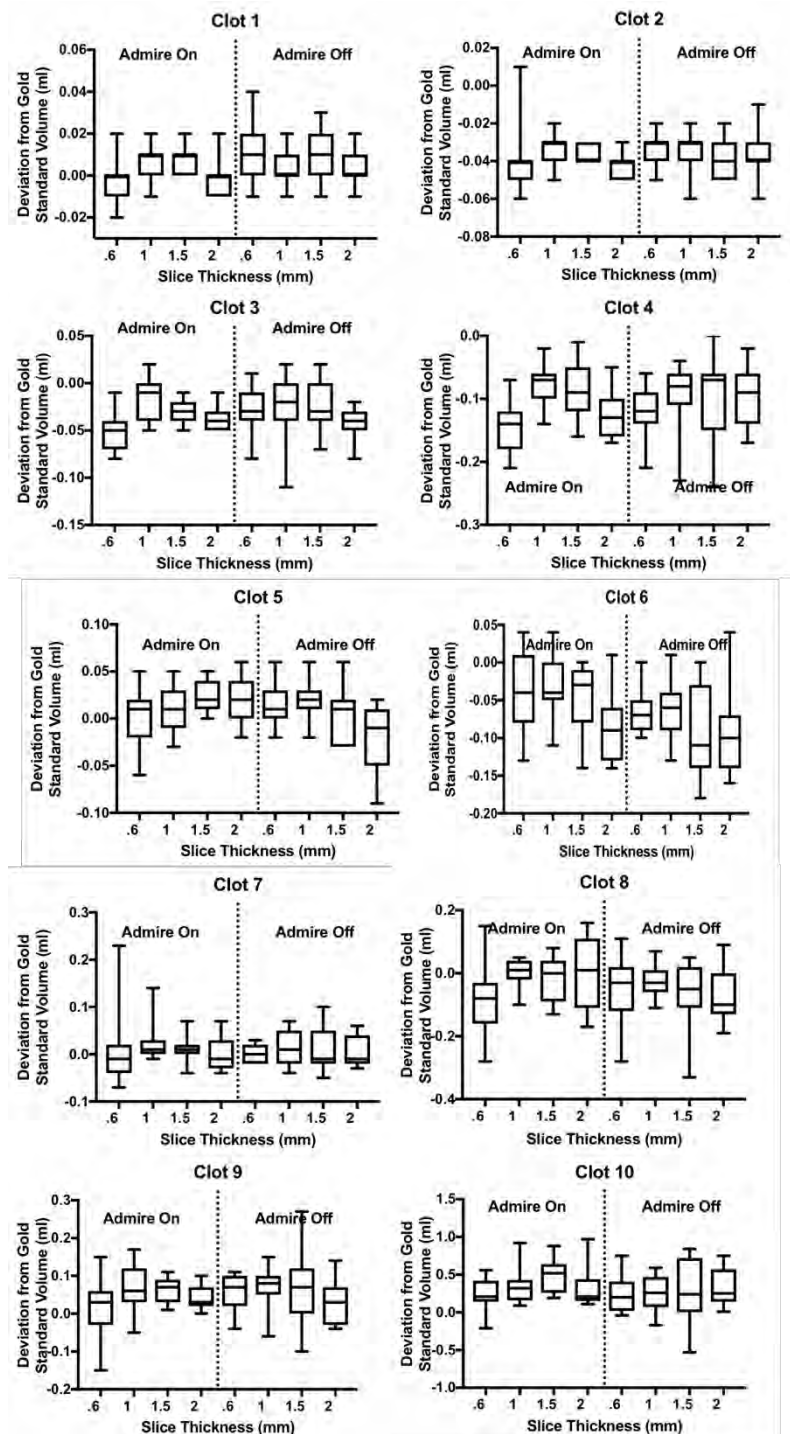 Clot 1
Deviation from Gold
Standard Volume (ml)
0.06
0.04
0.02
0.00
-0.02
Admire On
Admire Off
.6 1 1.5 2 .6 1 1.5 2
Slice Thickness (mm)
Clot 2
Deviation from Gold
Standard Volume (ml)
0.02
-0.00
-0.02
-0.04
-0.06
-0.08
Admire On
Admire Off
.6 1 1.5 2 .6 1 1.5 2
Slice Thickness (mm)
Clot 3
Deviation from Gold
Standard Volume (ml)
0.05
-0.00
-0.05
-0.10
-0.15
Admire On
Admire Off
.6 1 1.5 2 .6 1 1.5 2
Slice Thickness (mm)
Clot 4
Deviation from Gold
Standard Volume (ml)
0.0
-0.1
-0.2
-0.3
Admire On
Admire Off
.6 1 1.5 2 .6 1 1.5 2
Slice Thickness (mm)
Clot 5
Deviation from Gold
Standard Volume (ml)
0.10
0.05
0.00
-0.05
-0.10
Admire On
Admire Off
.6 1 1.5 2 .6 1 1.5 2
Slice Thickness (mm)
Clot 6
Deviation from Gold
Standard Volume (ml)
0.05
-0.00
-0.05
-0.10
-0.15
-0.20
Admire On
Admire Off
.6 1 1.5 2 .6 1 1.5 2
Slice Thickness (mm)
Clot 7
Deviation from Gold
Standard Volume (ml)
0.3
0.2
0.1
0.0
-0.1
Admire On
Admire Off
.6 1 1.5 2 .6 1 1.5 2
Slice Thickness (mm)
Clot 8
Deviation from Gold
Standard Volume (ml)
0.2
0.0
-0.2
-0.4
Admire On
Admire Off
.6 1 1.5 2 .6 1 1.5 2
Slice Thickness (mm)
Clot 9
Deviation from Gold
Standard Volume (ml)
0.3
0.2
0.1
0.0
-0.1
-0.2
Admire On
Admire Off
.6 1 1.5 2 .6 1 1.5 2
Slice Thickness (mm)
Clot 10
Deviation from Gold
Standard Volume (ml)
1.5
1.0
0.5
0.0
-0.5
-1.0
Admire On
Admire Off
.6 1 1.5 2 .6 1 1.5 2
Slice Thickness (mm)